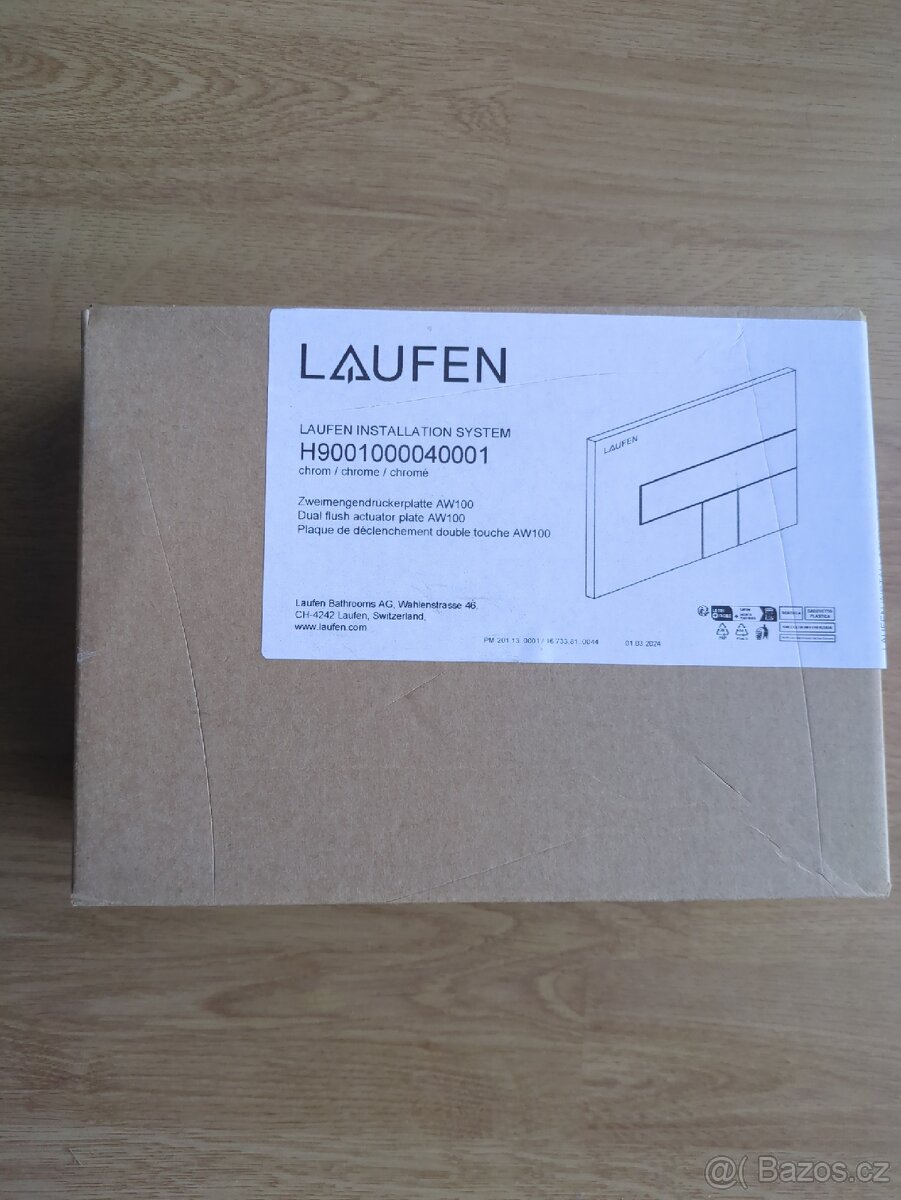 LAUFEN
LAUFEN INSTALLATION SYSTEM
H9001000040001
chrom / chrome / chromé
Zweimengendrückerplatte AW100
Dual flush actuator plate AW100
Plaque de déclenchement double touche AW100
Laufen Bathrooms AG, Wahlenstrasse 46,
CH-4242 Laufen, Switzerland,
www.laufen.com
01.03.2024
LAUFEN
@( Bazos.cz